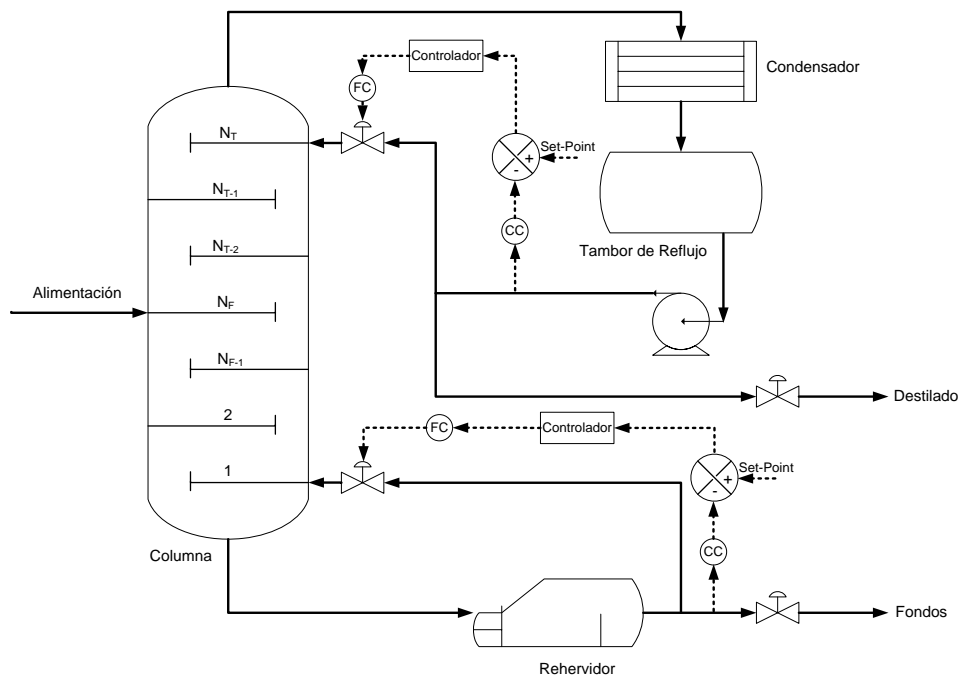 Controlador
FC
Condensador
N_T
Set-Point
+
-
N_T-1
CC
N_T-2
Tambor de Reflujo
Alimentación
N_F
N_F-1
Destilado
2
FC
Controlador
1
Set-Point
+
-
CC
Columna
Fondos
Rehervidor